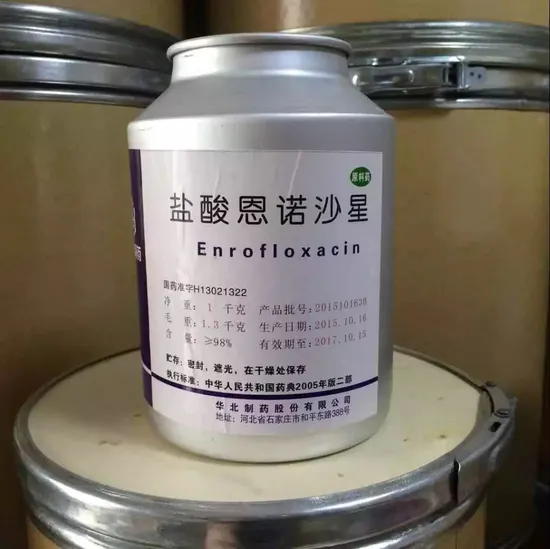 原料药
盐酸恩诺沙星
Enrofloxacin
国药准字H13021322
净 重: 1 千克 产品批号: 2015101638
毛 重: 1.3 千克 生产日期: 2015.10.16
含 量: ≥98% 有效期至: 2017.10.15
贮存: 密封, 遮光, 在干燥处保存
执行标准: 中华人民共和国药典2005年版二部
华北制药股份有限公司
地址: 河北省石家庄市和平东路388号